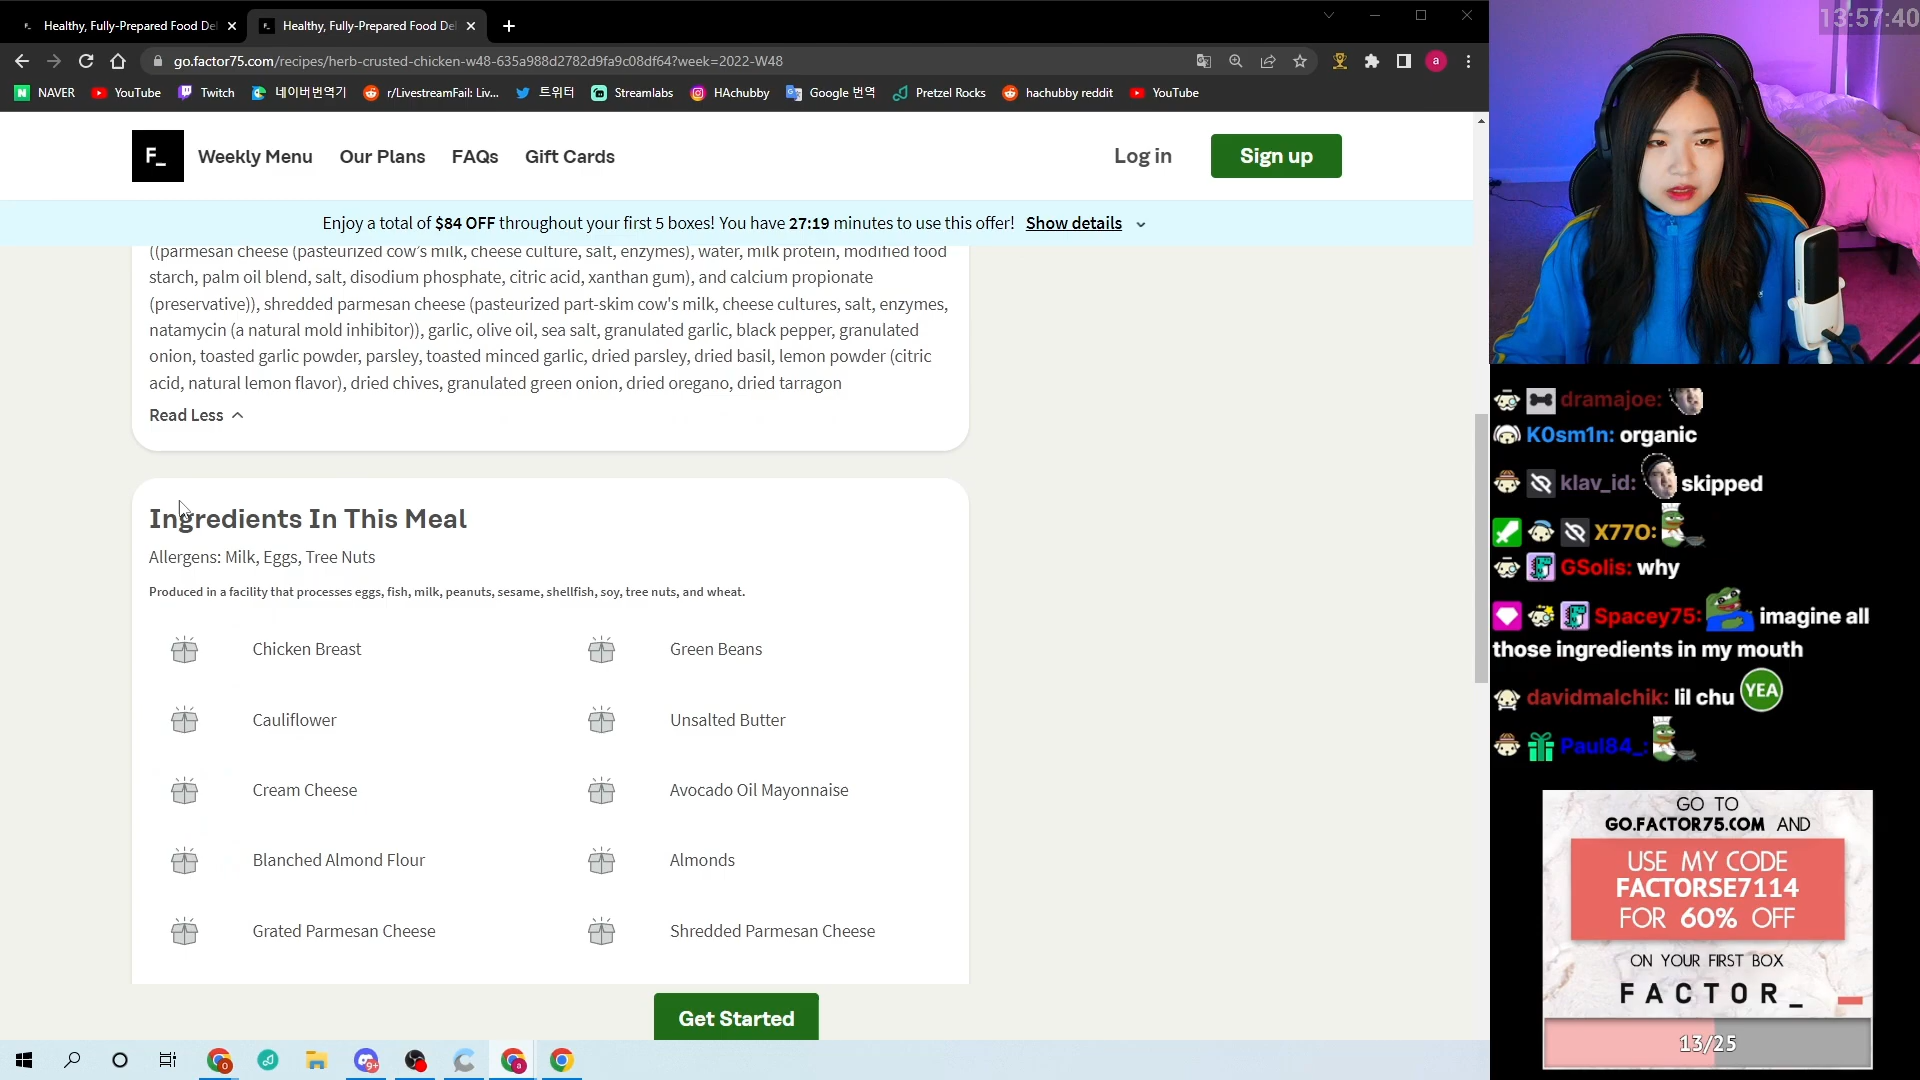 Healthy, Fully-Prepared Food Del
Healthy, Fully-Prepared Food Del
13:57:40
go.factor75.com/recipes/herb-crusted-chicken-w48-635a988d2782d9fa9c08df64?week=2022-W48
a
NAVER
YouTube
Twitch
네이버번역기
r/LivestreamFail: Liv...
트위터
Streamlabs
HAchubby
Google 번역
Pretzel Rocks
hachubby reddit
YouTube
F_
Weekly Menu
Our Plans
FAQs
Gift Cards
Log in
Sign up
Enjoy a total of $84 OFF throughout your first 5 boxes! You have 27:19 minutes to use this offer! Show details
((parmesan cheese (pasteurized cow's milk, cheese culture, salt, enzymes), water, milk protein, modified food
starch, palm oil blend, salt, disodium phosphate, citric acid, xanthan gum), and calcium propionate
(preservative)), shredded parmesan cheese (pasteurized part-skim cow's milk, cheese cultures, salt, enzymes,
natamycin (a natural mold inhibitor)), garlic, olive oil, sea salt, granulated garlic, black pepper, granulated
onion, toasted garlic powder, parsley, toasted minced garlic, dried parsley, dried basil, lemon powder (citric
acid, natural lemon flavor), dried chives, granulated green onion, dried oregano, dried tarragon
Read Less
Ingredients In This Meal
Allergens: Milk, Eggs, Tree Nuts
Produced in a facility that processes eggs, fish, milk, peanuts, sesame, shellfish, soy, tree nuts, and wheat.
Chicken Breast
Green Beans
Cauliflower
Unsalted Butter
Cream Cheese
Avocado Oil Mayonnaise
Blanched Almond Flour
Almonds
Grated Parmesan Cheese
Shredded Parmesan Cheese
Get Started
dramajoe:
K0sm1n: organic
klav_id: skipped
X77O:
GSolis: why
Spacey75: imagine all
those ingredients in my mouth
davidmalchik: lil chu YEA
Paul84_:
GO TO
GO.FACTOR75.COM AND
USE MY CODE
FACTORSE7114
FOR 60% OFF
ON YOUR FIRST BOX
FACTOR_
13/25
9+
a